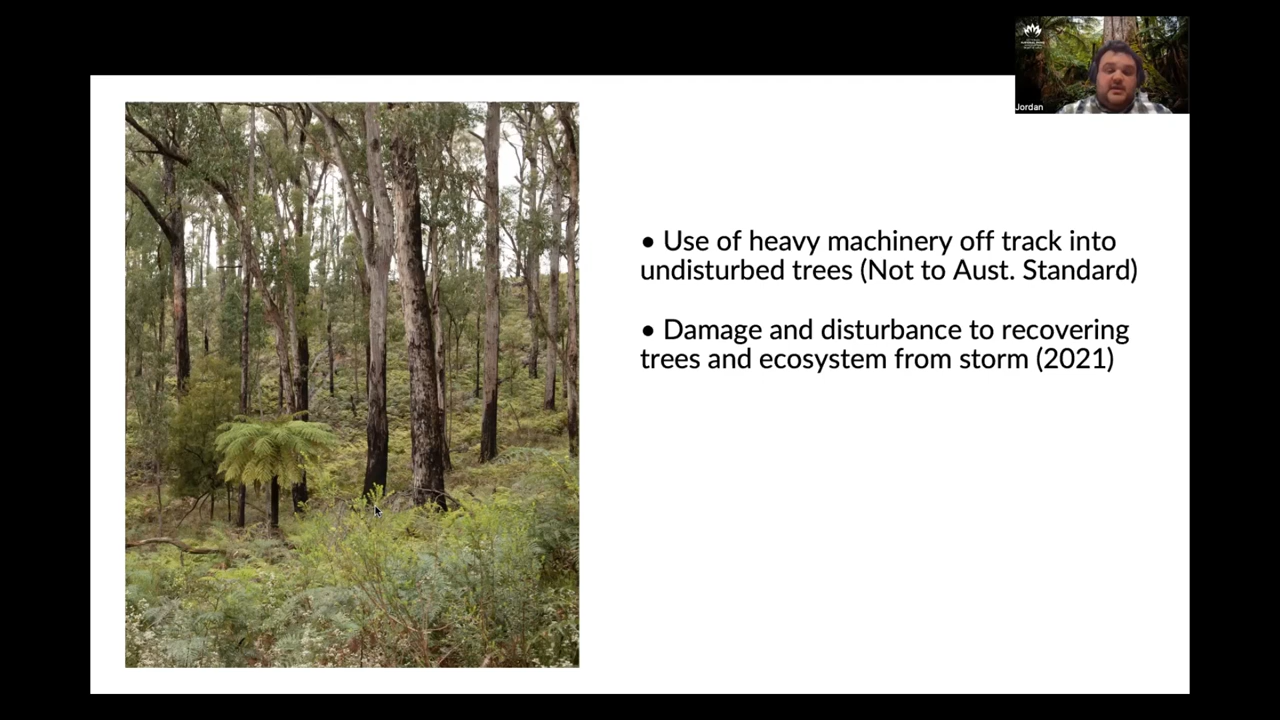 Jordan
• Use of heavy machinery off track into
undisturbed trees (Not to Aust. Standard)
• Damage and disturbance to recovering
trees and ecosystem from storm (2021)